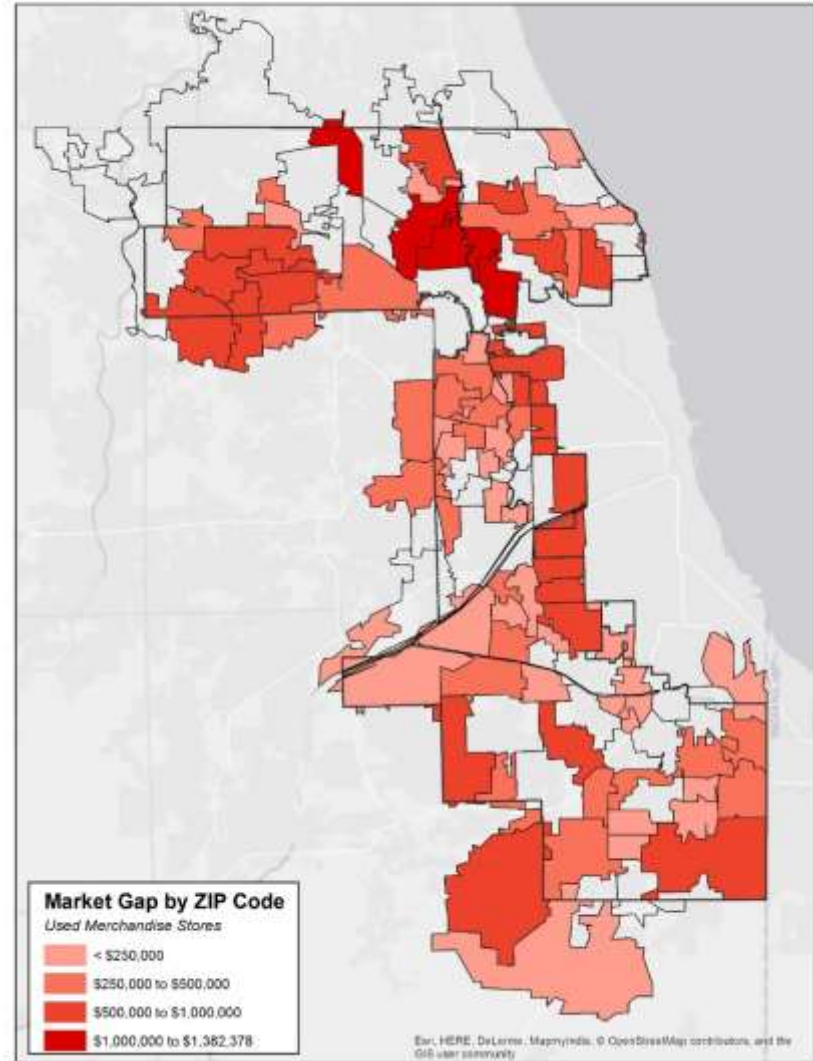 Market Gap by ZIP Code
Used Merchandise Stores
< $250,000
$250,000 to $500,000
$500,000 to $1,000,000
$1,000,000 to $1,382,378
Esri, HERE, DeLorme, MapmyIndia, © OpenStreetMap contributors, and the
GIS user community